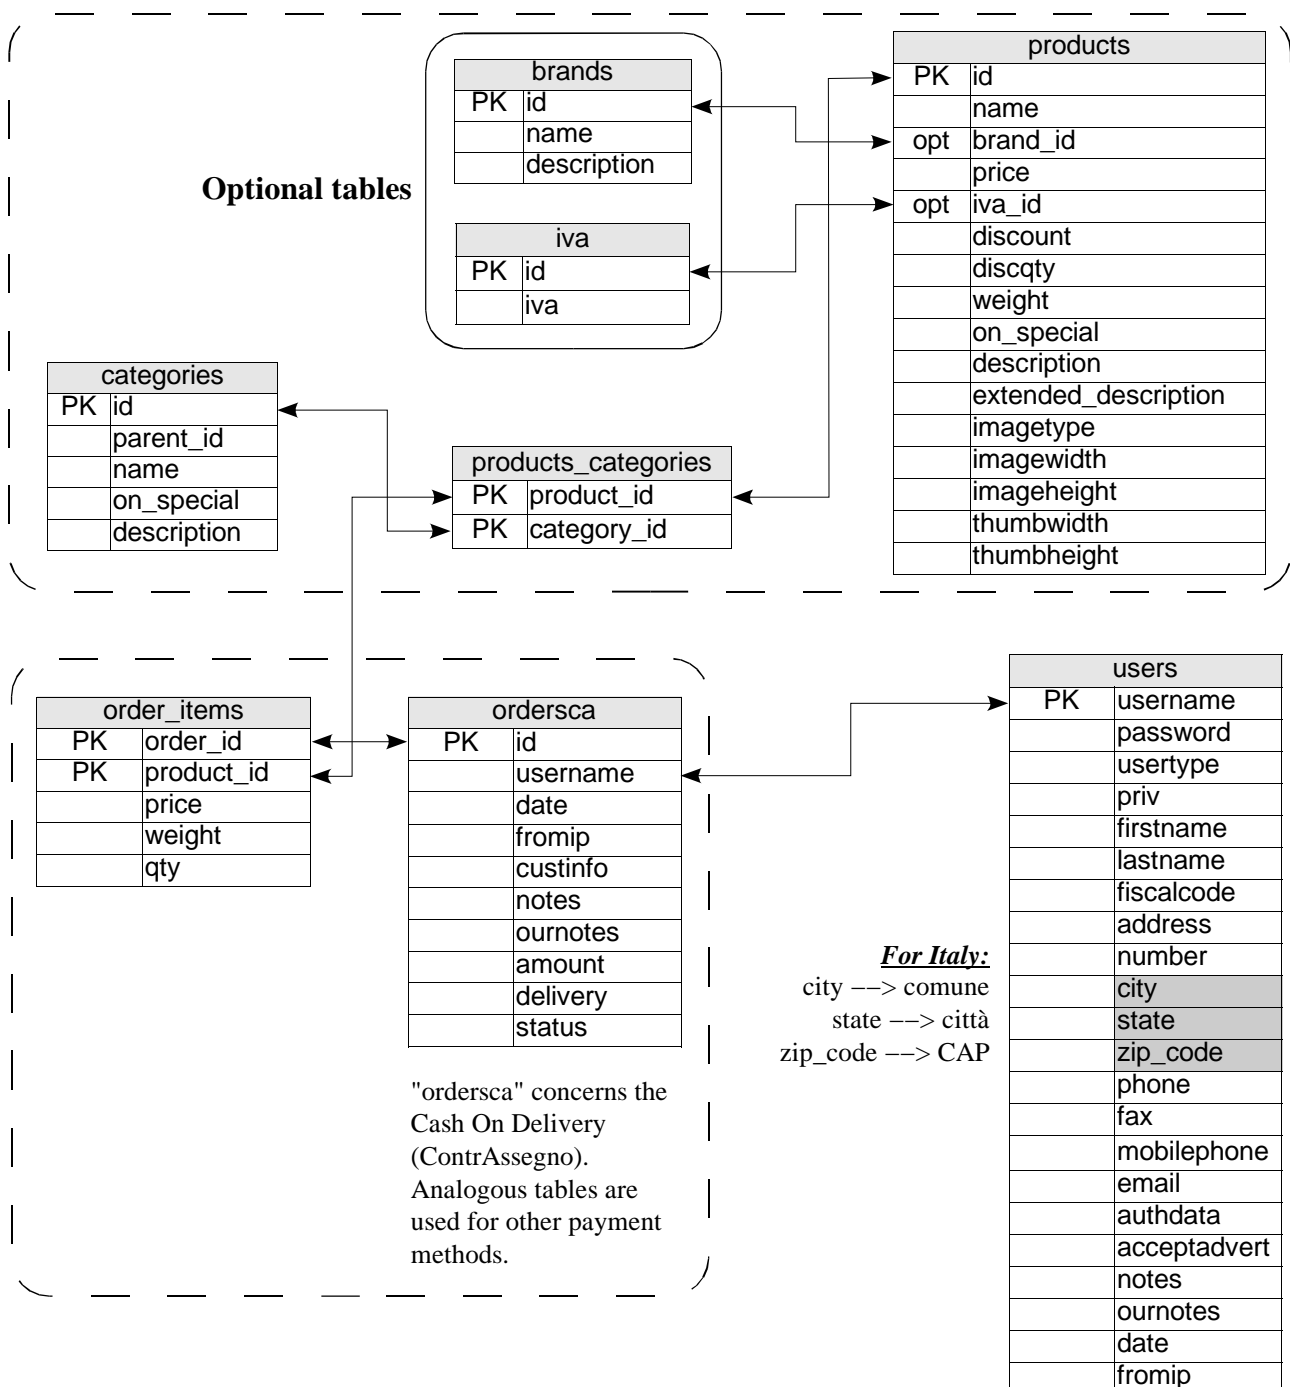 brands
PK id
name
description
Optional tables
iva
PK id
iva
products
PK id
name
opt brand_id
price
opt iva_id
discount
discqty
weight
on_special
description
extended_description
imagetype
imagewidth
imageheight
thumbwidth
thumbheight
categories
PK id
parent_id
name
on_special
description
products_categories
PK product_id
PK category_id
order_items
PK order_id
PK product_id
price
weight
qty
ordersca
PK id
username
date
fromip
custinfo
notes
ournotes
amount
delivery
status
"ordersca" concerns the
Cash On Delivery
(ContrAssegno).
Analogous tables are
used for other payment
methods.
For Italy:
city −−> comune
state −−> città
zip_code −−> CAP
users
PK username
password
usertype
priv
firstname
lastname
fiscalcode
address
number
city
state
zip_code
phone
fax
mobilephone
email
authdata
acceptadvert
notes
ournotes
date
fromip